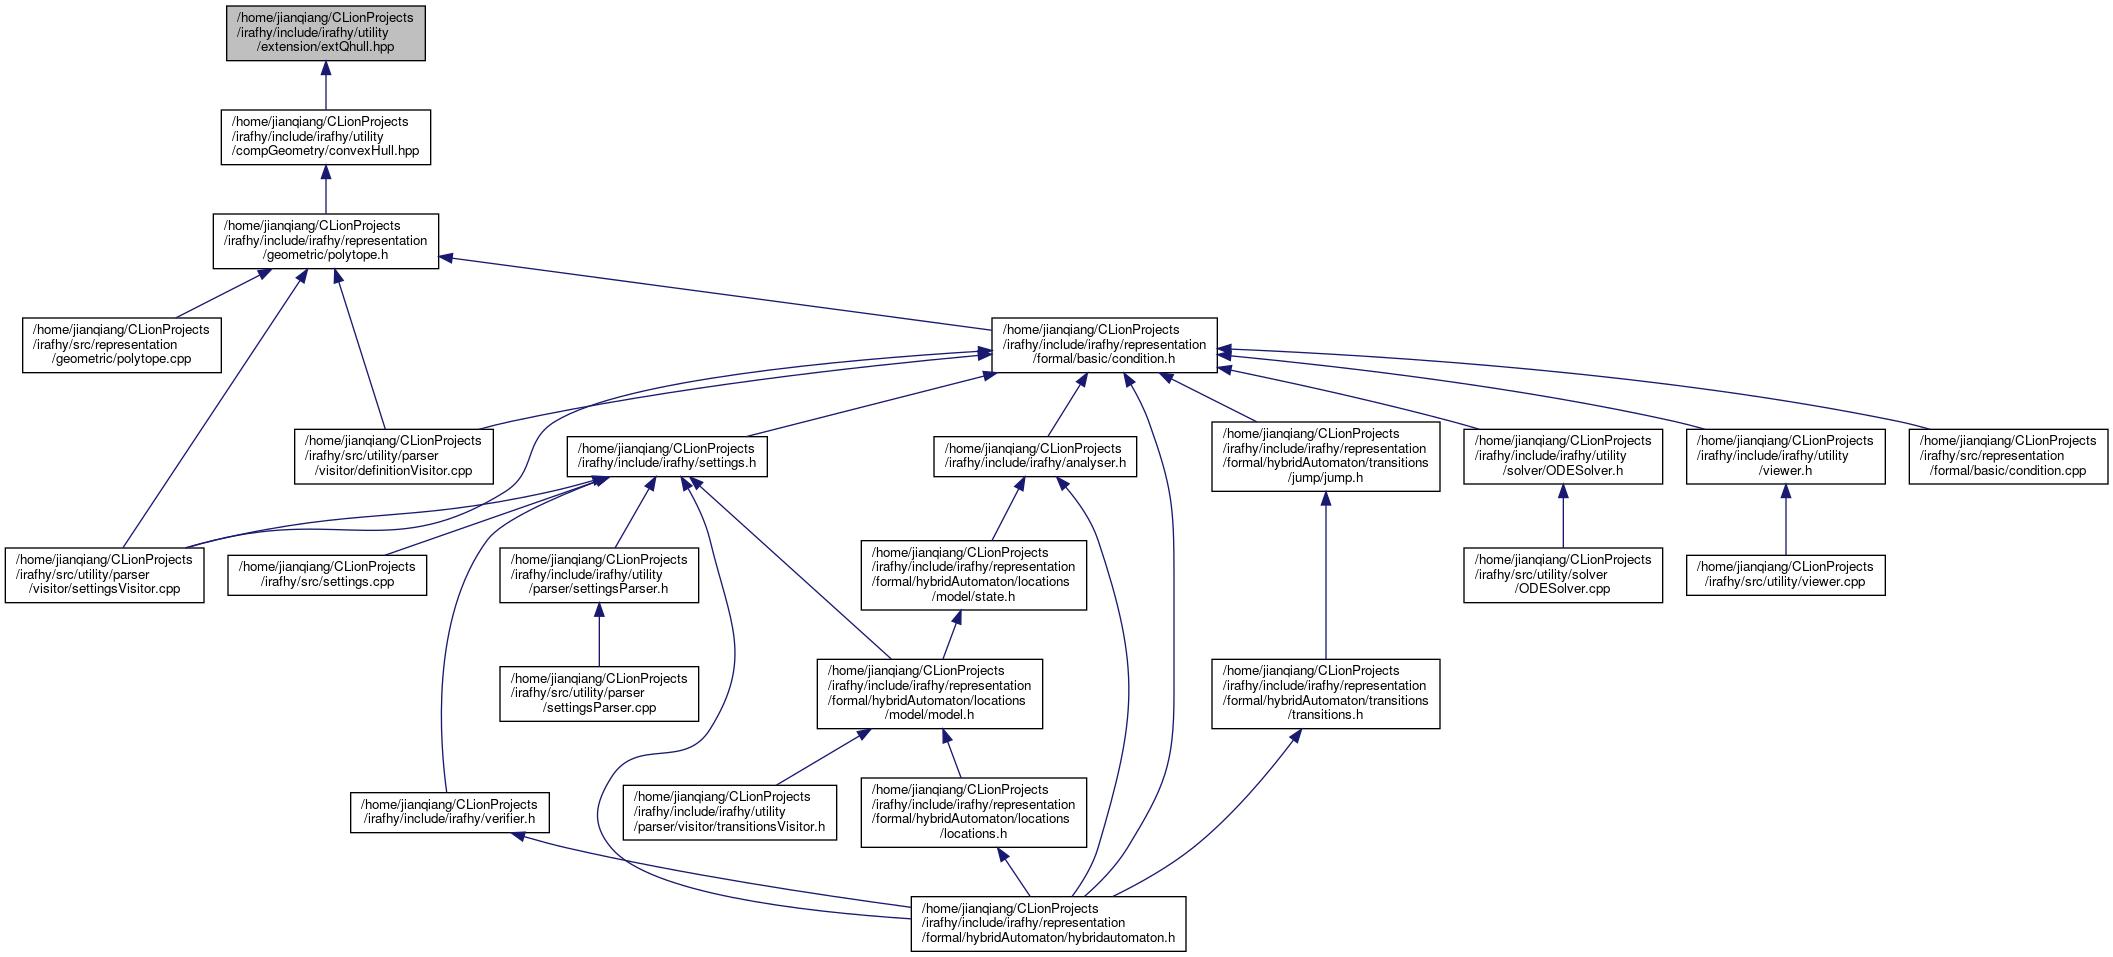 /home/jianqiang/CLionProjects
/irafhy/include/irafhy/utility
/extension/extQhull.hpp
/home/jianqiang/CLionProjects
/irafhy/include/irafhy/utility
/compGeometry/convexHull.hpp
/home/jianqiang/CLionProjects
/irafhy/include/irafhy/representation
/geometric/polytope.h
/home/jianqiang/CLionProjects
/irafhy/src/representation
/geometric/polytope.cpp
/home/jianqiang/CLionProjects
/irafhy/include/irafhy/representation
/formal/basic/condition.h
/home/jianqiang/CLionProjects
/irafhy/src/utility/parser
/visitor/definitionVisitor.cpp
/home/jianqiang/CLionProjects
/irafhy/include/irafhy/settings.h
/home/jianqiang/CLionProjects
/irafhy/include/irafhy/analyser.h
/home/jianqiang/CLionProjects
/irafhy/include/irafhy/representation
/formal/hybridAutomaton/transitions
/jump/jump.h
/home/jianqiang/CLionProjects
/irafhy/include/irafhy/utility
/solver/ODESolver.h
/home/jianqiang/CLionProjects
/irafhy/include/irafhy/utility
/viewer.h
/home/jianqiang/CLionProjects
/irafhy/src/representation
/formal/basic/condition.cpp
/home/jianqiang/CLionProjects
/irafhy/src/utility/parser
/visitor/settingsVisitor.cpp
/home/jianqiang/CLionProjects
/irafhy/src/settings.cpp
/home/jianqiang/CLionProjects
/irafhy/include/irafhy/utility
/parser/settingsParser.h
/home/jianqiang/CLionProjects
/irafhy/include/irafhy/representation
/formal/hybridAutomaton/locations
/model/state.h
/home/jianqiang/CLionProjects
/irafhy/src/utility/solver
/ODESolver.cpp
/home/jianqiang/CLionProjects
/irafhy/src/utility/viewer.cpp
/home/jianqiang/CLionProjects
/irafhy/src/utility/parser
/settingsParser.cpp
/home/jianqiang/CLionProjects
/irafhy/include/irafhy/representation
/formal/hybridAutomaton/locations
/model/model.h
/home/jianqiang/CLionProjects
/irafhy/include/irafhy/representation
/formal/hybridAutomaton/transitions
/transitions.h
/home/jianqiang/CLionProjects
/irafhy/include/irafhy/verifier.h
/home/jianqiang/CLionProjects
/irafhy/include/irafhy/utility
/parser/visitor/transitionsVisitor.h
/home/jianqiang/CLionProjects
/irafhy/include/irafhy/representation
/formal/hybridAutomaton/locations
/locations.h
/home/jianqiang/CLionProjects
/irafhy/include/irafhy/representation
/formal/hybridAutomaton/hybridautomaton.h